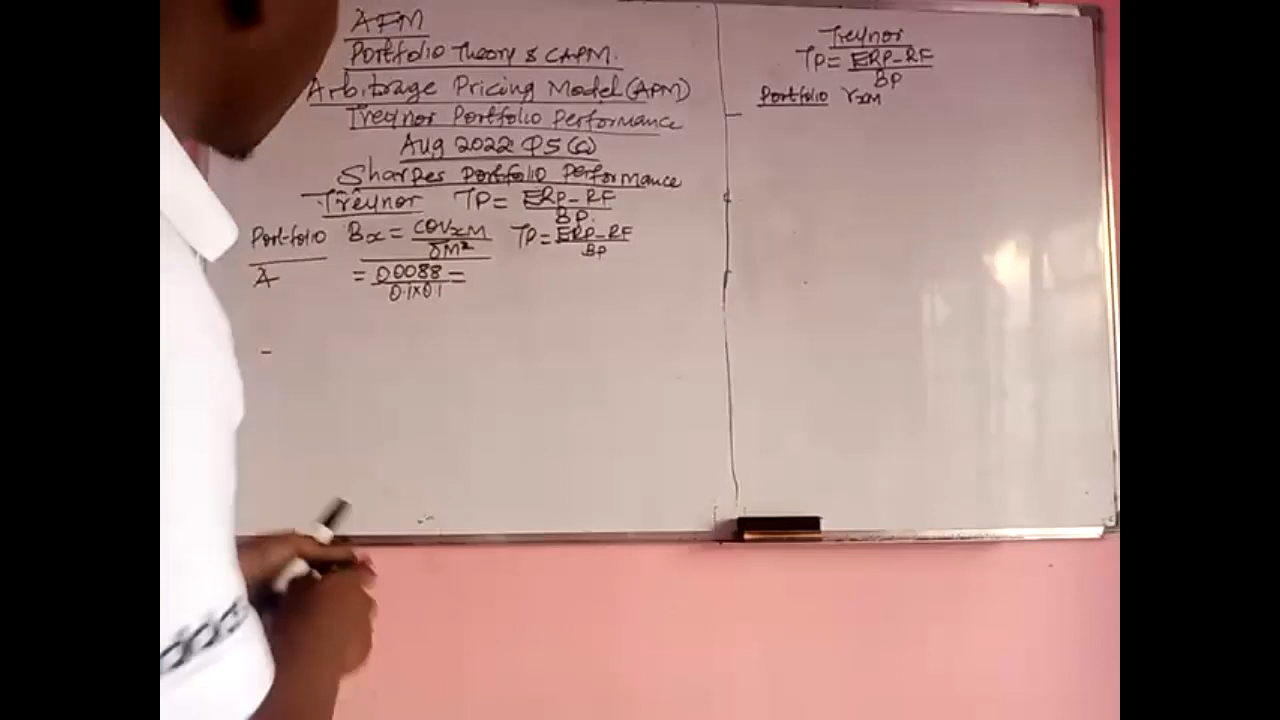 AFM
Portfolio Theory & CAPM.
Arbitrage Pricing Model (APM)
Treynor Portfolio Performance
Aug 2022 Q5(a)
Sharpes Portfolio Performance
Treynor TP= ERP-RF / BP.
Portfolio Bx = COVxM / δM² TP= ERP-RF / BP
A = 0.0088 / 0.1x0.1 =
Treynor
TP= ERP-RF / BP
Portfolio rxm